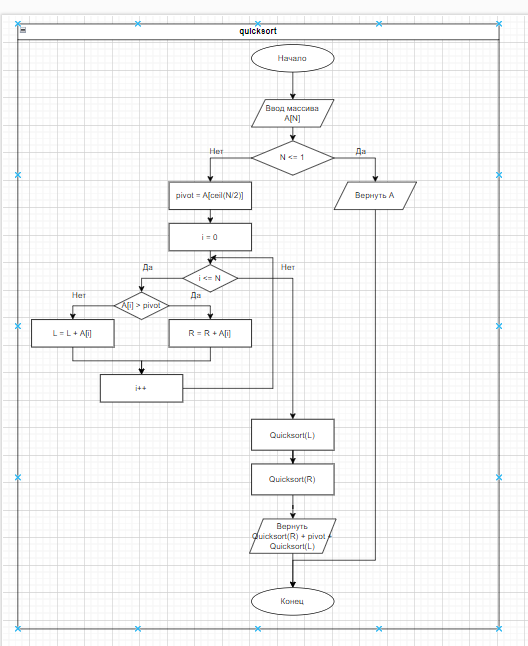 quicksort
Начало
Ввод массива
A[N]
N <= 1
Нет
Да
pivot = A[ceil(N/2)]
Вернуть A
i = 0
i <= N
Да
Нет
A[i] > pivot
Нет
Да
L = L + A[i]
R = R + A[i]
i++
Quicksort(L)
Quicksort(R)
Вернуть
Quicksort(R) + pivot +
Quicksort(L)
Конец